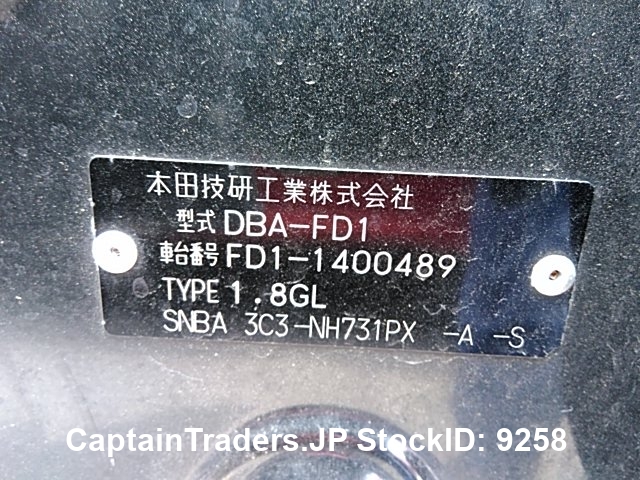 本田技研工業株式会社
型式 DBA-FD1
車台番号 FD1-1400489
TYPE 1.8GL
SNBA 3C3-NH731PX -A -S
CaptainTraders.JP StockID: 9258